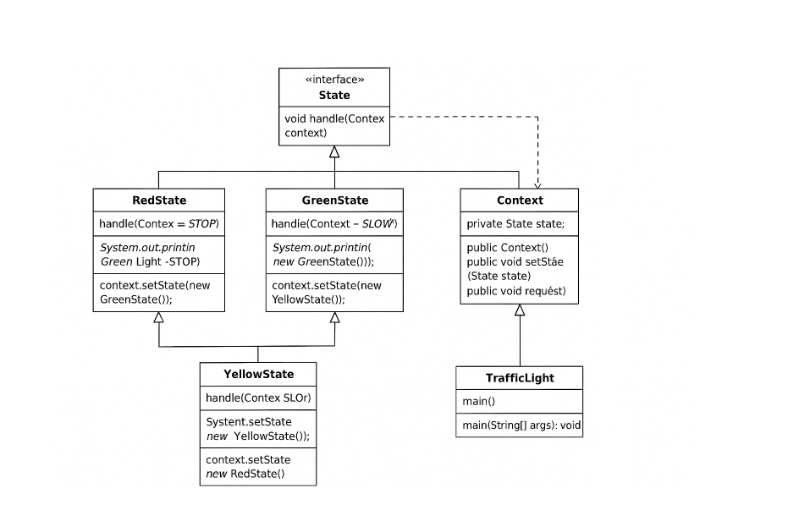 «interface»
State
void handle(Contex
context)
RedState
handle(Contex = STOP)
System.out.printin
Green Light -STOP)
context.setState(new
GreenState());
GreenState
handle(Context – SLOW)
System.out.printin(
new GreenState()));
context.setState(new
YellowState());
Context
private State state;
public Context()
public void setStáe
(State state)
public void requést)
YellowState
handle(Contex SLOr)
Systent.setState
new YellowState());
context.setState
new RedState()
TrafficLight
main()
main(String[] args): void